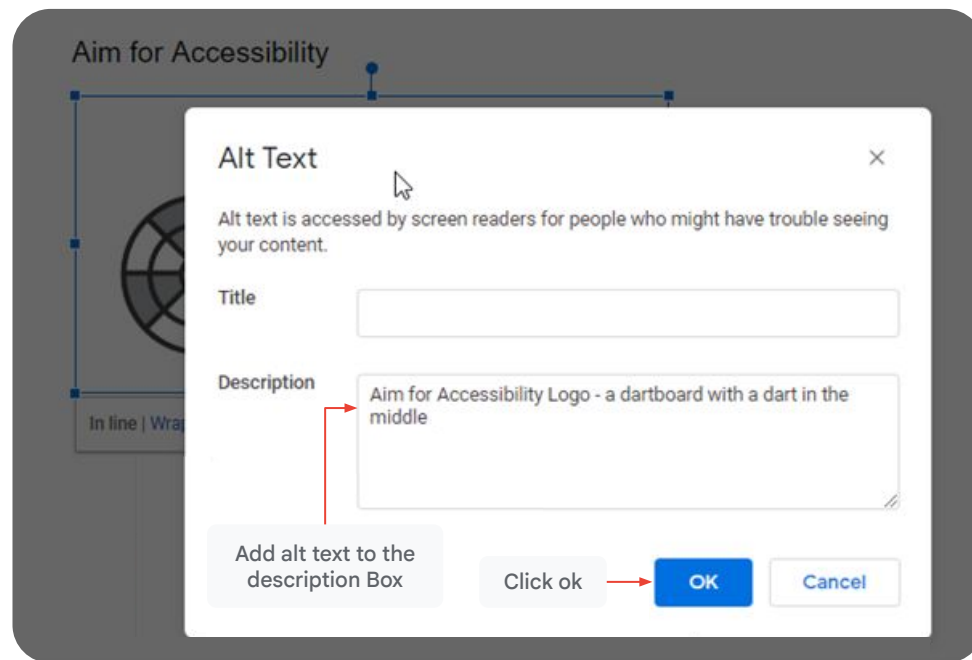 Aim for Accessibility
Alt Text
Alt text is accessed by screen readers for people who might have trouble seeing
your content.
Title
Description
Aim for Accessibility Logo - a dartboard with a dart in the
middle
In line | Wrap
Add alt text to the
description Box
Click ok
OK
Cancel